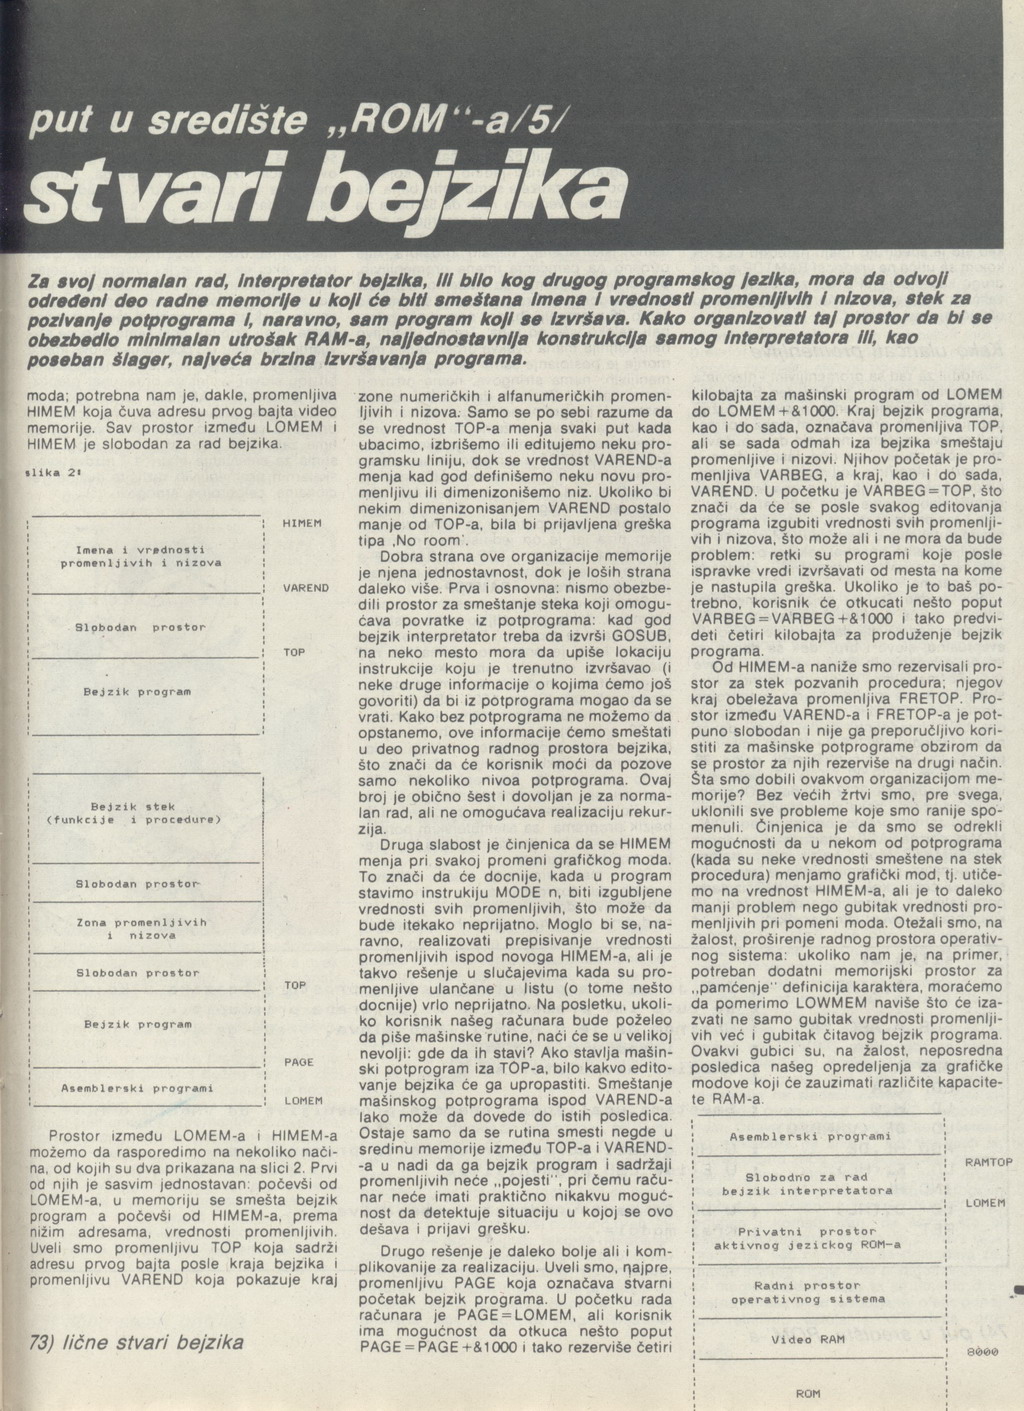 put u središte „ROM“-a/5/
stvari bejzika
Za svoj normalan rad, interpretator bejzika, ili bilo kog drugog programskog jezika, mora da odvoji
određeni deo radne memorije u koji će biti smeštana imena i vrednosti promenljivih i nizova, stek za
pozivanje potprograma i, naravno, sam program koji se izvršava. Kako organizovati taj prostor da bi se
obezbedio minimalan utrošak RAM-a, najjednostavnija konstrukcija samog interpretatora ili, kao
poseban šlager, najveća brzina izvršavanja programa.
moda; potrebna nam je, dakle, promenljiva
HIMEM koja čuva adresu prvog bajta video
memorije. Sav prostor između LOMEM i
HIMEM je slobodan za rad bejzika.
slika 2:
HIMEM
Imena i vrednosti
promenljivih i nizova
VAREND
Slobodan prostor
TOP
Bejzik program
Bejzik stek
(funkcije i procedure)
Slobodan prostor
Zona promenljivih
i nizova
Slobodan prostor
TOP
Bejzik program
PAGE
Asemblerski programi
LOMEM
Prostor između LOMEM-a i HIMEM-a
možemo da rasporedimo na nekoliko nači-
na, od kojih su dva prikazana na slici 2. Prvi
od njih je sasvim jednostavan: počevši od
LOMEM-a, u memoriju se smešta bejzik
program a počevši od HIMEM-a, prema
nižim adresama, vrednosti promenljivih.
Uveli smo promenljivu TOP koja sadrži
adresu prvog bajta posle kraja bejzika i
promenljivu VAREND koja pokazuje kraj
73) lične stvari bejzika
zone numeričkih i alfanumeričkih promen-
ljivih i nizova. Samo se po sebi razume da
se vrednost TOP-a menja svaki put kada
ubacimo, izbrišemo ili editujemo neku pro-
gramsku liniju, dok se vrednost VAREND-a
menja kad god definišemo neku novu pro-
menljivu ili dimenizonišemo niz. Ukoliko bi
nekim dimenizonisanjem VAREND postalo
manje od TOP-a, bila bi prijavljena greška
tipa ‚No room‘.
Dobra strana ove organizacije memorije
je njena jednostavnost, dok je loših strana
daleko više. Prva i osnovna: nismo obezbe-
dili prostor za smeštanje steka koji omogu-
ćava povratke iz potprograma: kad god
bejzik interpretator treba da izvrši GOSUB,
na neko mesto mora da upiše lokaciju
instrukcije koju je trenutno izvršavao (i
neke druge informacije o kojima ćemo još
govoriti) da bi iz potprograma mogao da se
vrati. Kako bez potprograma ne možemo da
opstanemo, ove informacije ćemo smeštati
u deo privatnog radnog prostora bejzika,
što znači da će korisnik moći da pozove
samo nekoliko nivoa potprograma. Ovaj
broj je obično šest i dovoljan je za norma-
lan rad, ali ne omogućava realizaciju rekur-
zija.
Druga slabost je činjenica da se HIMEM
menja pri svakoj promeni grafičkog moda.
To znači da će docnije, kada u program
stavimo instrukiju MODE n, biti izgubljene
vrednosti svih promenljivih, što može da
bude itekako neprijatno. Moglo bi se, na-
ravno, realizovati prepisivanje vrednosti
promenljivih ispod novoga HIMEM-a, ali je
takvo rešenje u slučajevima kada su pro-
menljive ulančane u listu (o tome nešto
docnije) vrlo neprijatno. Na posletku, ukoli-
ko korisnik našeg računara bude poželeo
da piše mašinske rutine, naći će se u velikoj
nevolji: gde da ih stavi? Ako stavlja mašin-
ski potprogram iza TOP-a, bilo kakvo edito-
vanje bejzika će ga upropastiti. Smeštanje
mašinskog potprograma ispod VAREND-a
lako može da dovede do istih posledica.
Ostaje samo da se rutina smesti negde u
sredinu memorije između TOP-a i VAREND-
-a u nadi da ga bejzik program i sadržaji
promenljivih neće „pojesti“, pri čemu raču-
nar neće imati praktično nikakvu moguć-
nost da detektuje situaciju u kojoj se ovo
dešava i prijavi grešku.
Drugo rešenje je daleko bolje ali i kom-
plikovanije za realizaciju. Uveli smo, najpre,
promenljivu PAGE koja označava stvarni
početak bejzik programa. U početku rada
računara je PAGE=LOMEM, ali korisnik
ima mogućnost da otkuca nešto poput
PAGE=PAGE+&1000 i tako rezerviše četiri
kilobajta za mašinski program od LOMEM
do LOMEM+&1000. Kraj bejzik programa,
kao i do sada, označava promenljiva TOP,
ali se sada odmah iza bejzika smeštaju
promenljive i nizovi. Njihov početak je pro-
menljiva VARBEG, a kraj, kao i do sada,
VAREND. U početku je VARBEG=TOP, što
znači da će se posle svakog editovanja
programa izgubiti vrednosti svih promenlji-
vih i nizova, što može ali i ne mora da bude
problem: retki su programi koje posle
ispravke vredi izvršavati od mesta na kome
je nastupila greška. Ukoliko je to baš po-
trebno, korisnik će otkucati nešto poput
VARBEG=VARBEG+&1000 i tako predvi-
deti četiri kilobajta za produženje bejzik
programa.
Od HIMEM-a naniže smo rezervisali pro-
stor za stek pozvanih procedura; njegov
kraj obeležava promenljiva FRETOP. Pro-
stor između VAREND-a i FRETOP-a je pot-
puno slobodan i nije ga preporučljivo kori-
stiti za mašinske potprograme obzirom da
se prostor za njih rezerviše na drugi način.
Šta smo dobili ovakvom organizacijom me-
morije? Bez većih žrtvi smo, pre svega,
uklonili sve probleme koje smo ranije spo-
menuli. Činjenica je da smo se odrekli
mogućnosti da u nekom od potprograma
(kada su neke vrednosti smeštene na stek
procedura) menjamo grafički mod, tj. utiče-
mo na vrednost HIMEM-a, ali je to daleko
manji problem nego gubitak vrednosti pro-
menljivih pri pomeni moda. Otežali smo, na
žalost, proširenje radnog prostora operativ-
nog sistema: ukoliko nam je, na primer,
potreban dodatni memorijski prostor za
„pamćenje“ definicija karaktera, moraćemo
da pomerimo LOWMEM naviše što će iza-
zvati ne samo gubitak vrednosti promenlji-
vih već i gubitak čitavog bejzik programa.
Ovakvi gubici su, na žalost, neposredna
posledica našeg opredeljenja za grafičke
modove koji će zauzimati različite kapacite-
te RAM-a.
Asemblerski programi
RAMTOP
Slobodno za rad
bejzik interpretatora
LOMEM
Privatni prostor
aktivnog jezickog ROM-a
Radni prostor
operativnog sistema
Video RAM
8000
ROM